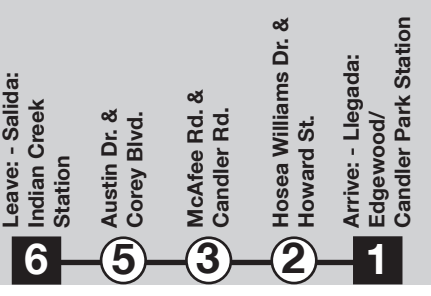 Leave: - Salida:
Indian Creek
Station
Austin Dr. &
Corey Blvd.
McAfee Rd. &
Candler Rd.
Hosea Williams Dr. &
Howard St.
Arrive: - Llegada:
Edgewood/
Candler Park Station
6
5
3
2
1